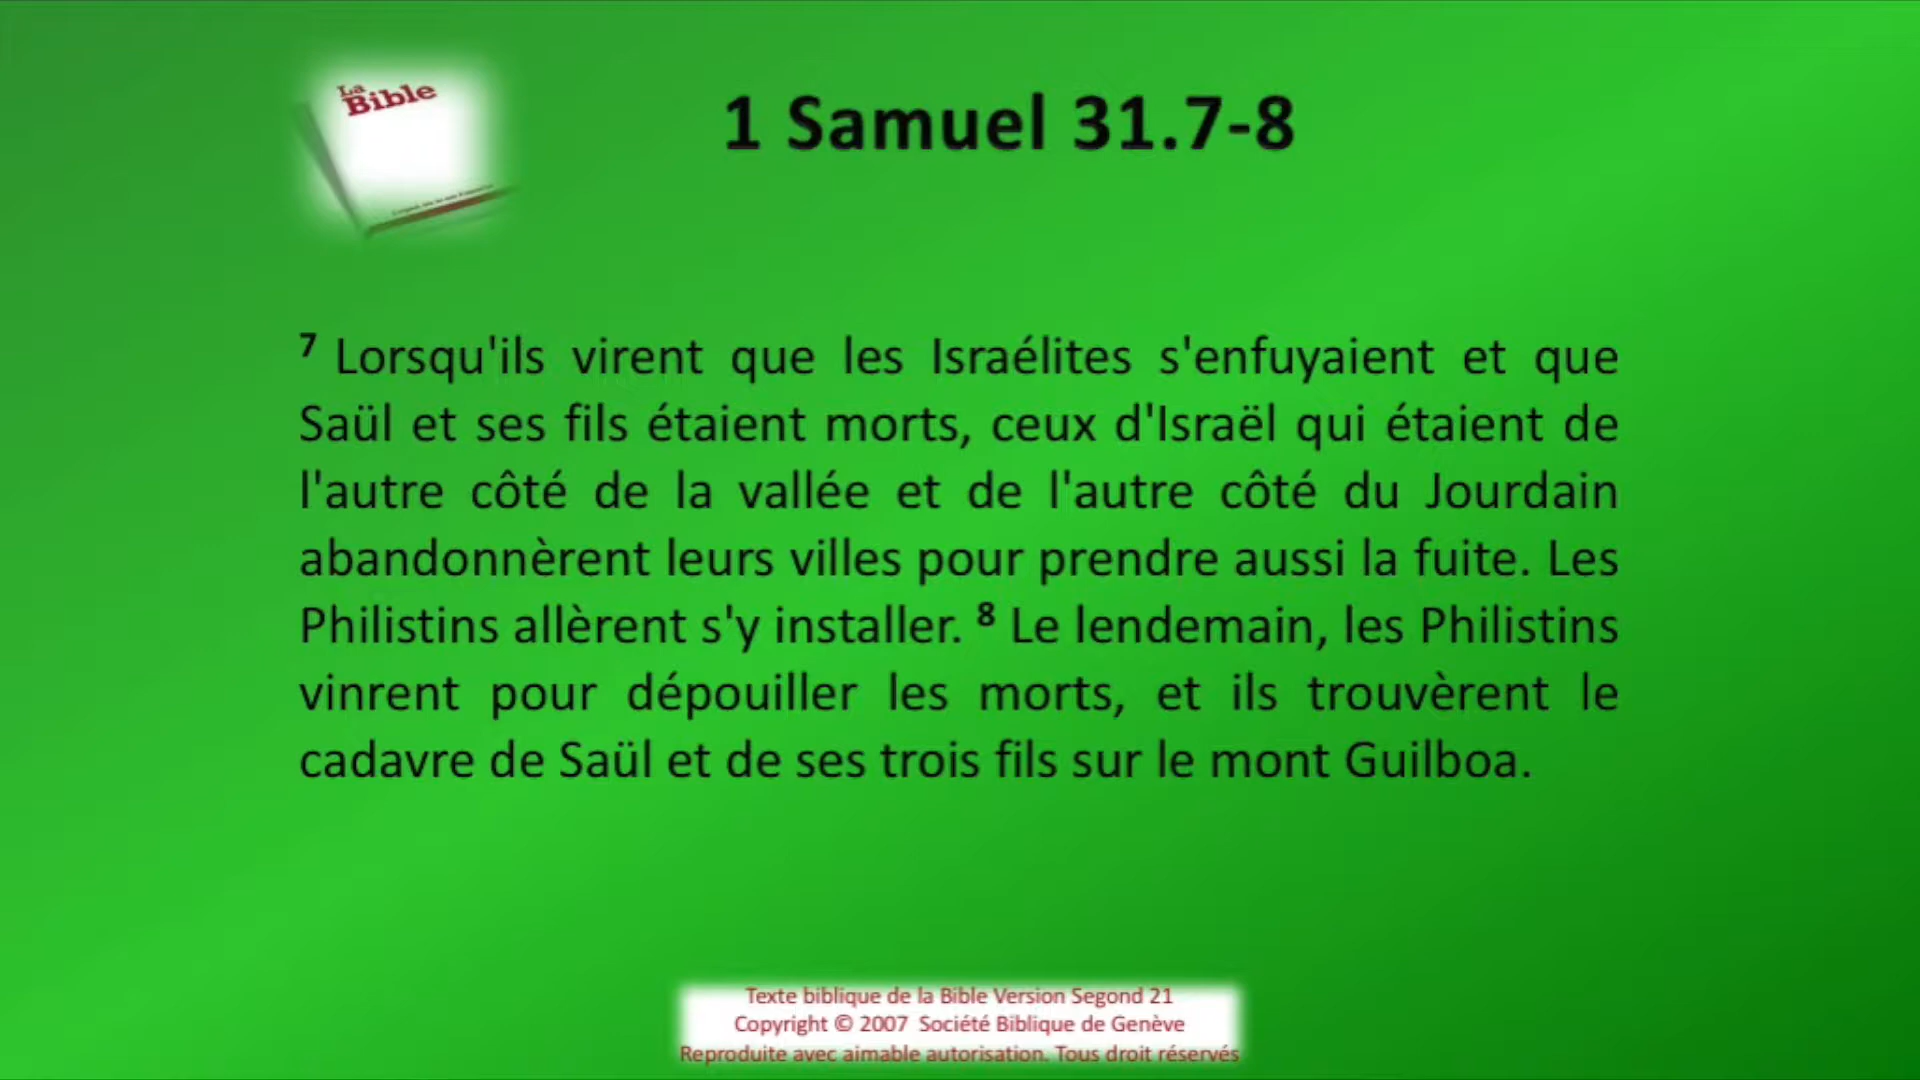 La
Bible
1 Samuel 31.7-8
7 Lorsqu'ils virent que les Israélites s'enfuyaient et que
Saül et ses fils étaient morts, ceux d'Israël qui étaient de
l'autre côté de la vallée et de l'autre côté du Jourdain
abandonnèrent leurs villes pour prendre aussi la fuite. Les
Philistins allèrent s'y installer. 8 Le lendemain, les Philistins
vinrent pour dépouiller les morts, et ils trouvèrent le
cadavre de Saül et de ses trois fils sur le mont Guilboa.
Texte biblique de la Bible Version Segond 21
Copyright © 2007 Société Biblique de Genève
Reproduite avec aimable autorisation. Tous droit réservés